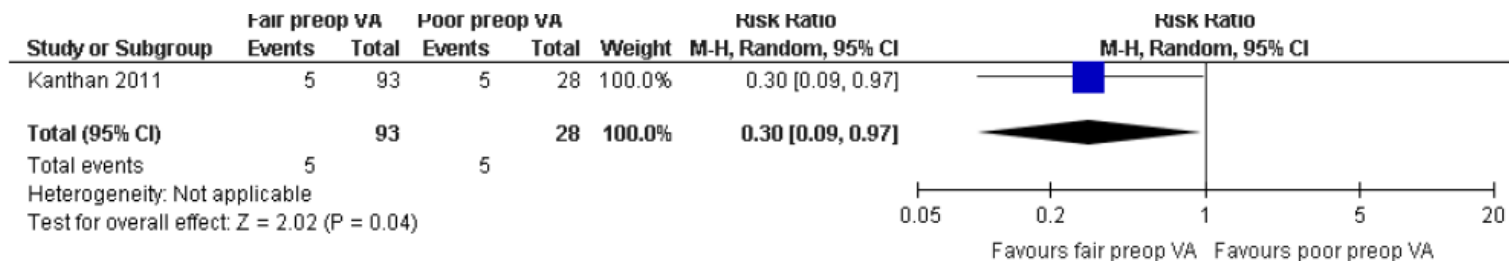 Fair preop VA Poor preop VA Risk Ratio Risk Ratio
Study or Subgroup Events Total Events Total Weight M-H, Random, 95% CI M-H, Random, 95% CI
Kanthan 2011 5 93 5 28 100.0% 0.30 [0.09, 0.97]
Total (95% CI) 93 28 100.0% 0.30 [0.09, 0.97]
Total events 5 5
Heterogeneity: Not applicable
Test for overall effect: Z = 2.02 (P = 0.04)
0.05 0.2 1 5 20
Favours fair preop VA Favours poor preop VA